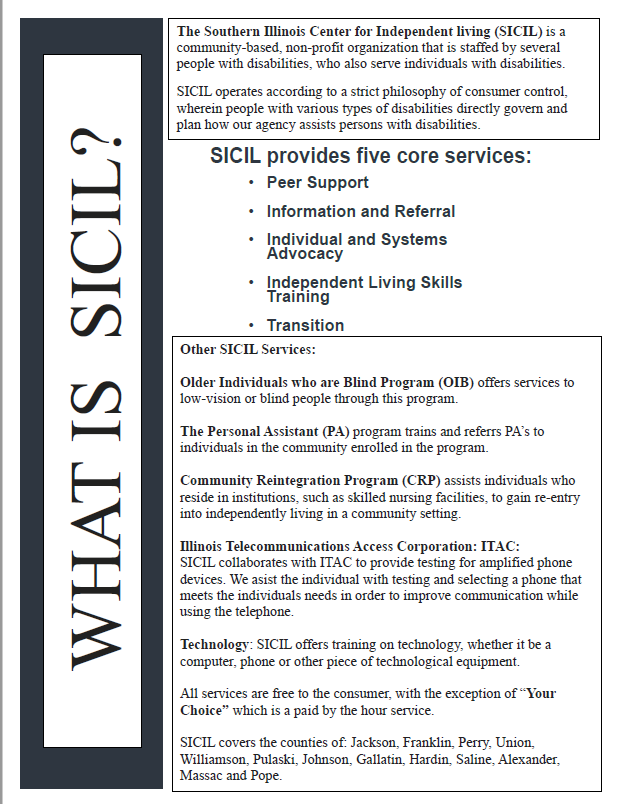 WHAT IS SICIL?
The Southern Illinois Center for Independent living (SICIL) is a
community-based, non-profit organization that is staffed by several
people with disabilities, who also serve individuals with disabilities.
SICIL operates according to a strict philosophy of consumer control,
wherein people with various types of disabilities directly govern and
plan how our agency assists persons with disabilities.
SICIL provides five core services:
• Peer Support
• Information and Referral
• Individual and Systems
Advocacy
• Independent Living Skills
Training
• Transition
Other SICIL Services:
Older Individuals who are Blind Program (OIB) offers services to
low-vision or blind people through this program.
The Personal Assistant (PA) program trains and referrs PA’s to
individuals in the community enrolled in the program.
Community Reintegration Program (CRP) assists individuals who
reside in institutions, such as skilled nursing facilities, to gain re-entry
into independently living in a community setting.
Illinois Telecommunications Access Corporation: ITAC:
SICIL collaborates with ITAC to provide testing for amplified phone
devices. We asist the individual with testing and selecting a phone that
meets the individuals needs in order to improve communication while
using the telephone.
Technology: SICIL offers training on technology, whether it be a
computer, phone or other piece of technological equipment.
All services are free to the consumer, with the exception of “Your
Choice” which is a paid by the hour service.
SICIL covers the counties of: Jackson, Franklin, Perry, Union,
Williamson, Pulaski, Johnson, Gallatin, Hardin, Saline, Alexander,
Massac and Pope.